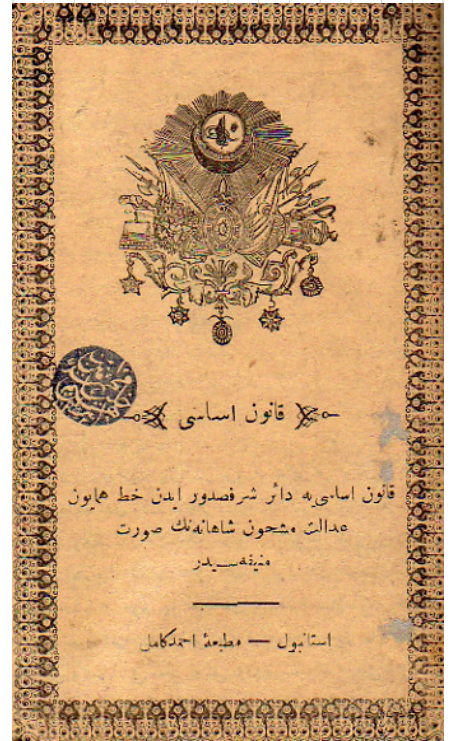 قانون اساسی
قانون اساسی‌یه دائر شرفصدور ایدن خط همایون
عدالت مشحون شاهانه‌نك صورت
منیفه‌سیدر
استانبول — مطبعهٔ احمد کامل